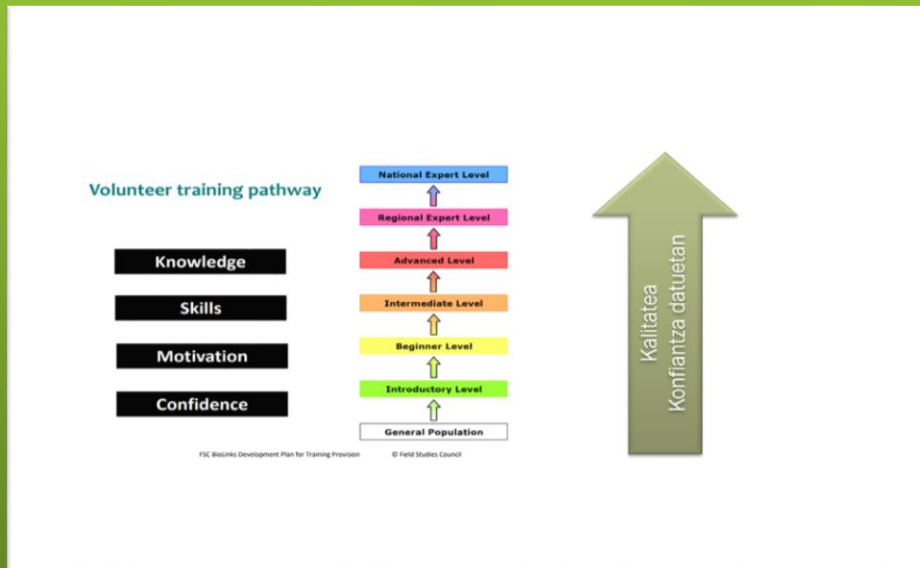 Volunteer training pathway
Knowledge
Skills
Motivation
Confidence
National Expert Level
Regional Expert Level
Advanced Level
Intermediate Level
Beginner Level
Introductory Level
General Population
FSC BioLinks Development Plan for Training Provision
© Field Studies Council
Kalitatea
Konfiantza datuetan